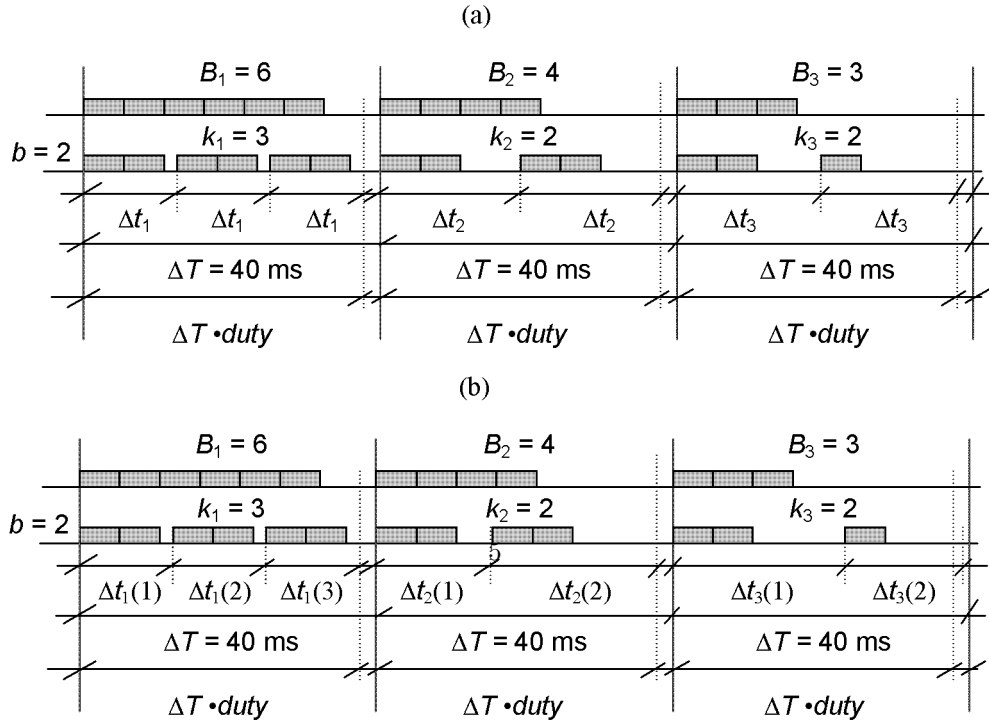 (a)
B₁ = 6 B₂ = 4 B₃ = 3
k₁ = 3 k₂ = 2 k₃ = 2
b = 2
Δt₁ Δt₁ Δt₁ Δt₂ Δt₂ Δt₃ Δt₃
ΔT = 40 ms ΔT = 40 ms ΔT = 40 ms
ΔT •duty ΔT •duty ΔT •duty
(b)
B₁ = 6 B₂ = 4 B₃ = 3
k₁ = 3 k₂ = 2 k₃ = 2
b = 2
Δt₁(1) Δt₁(2) Δt₁(3) Δt₂(1) Δt₂(2) Δt₃(1) Δt₃(2)
ΔT = 40 ms ΔT = 40 ms ΔT = 40 ms
ΔT •duty ΔT •duty ΔT •duty